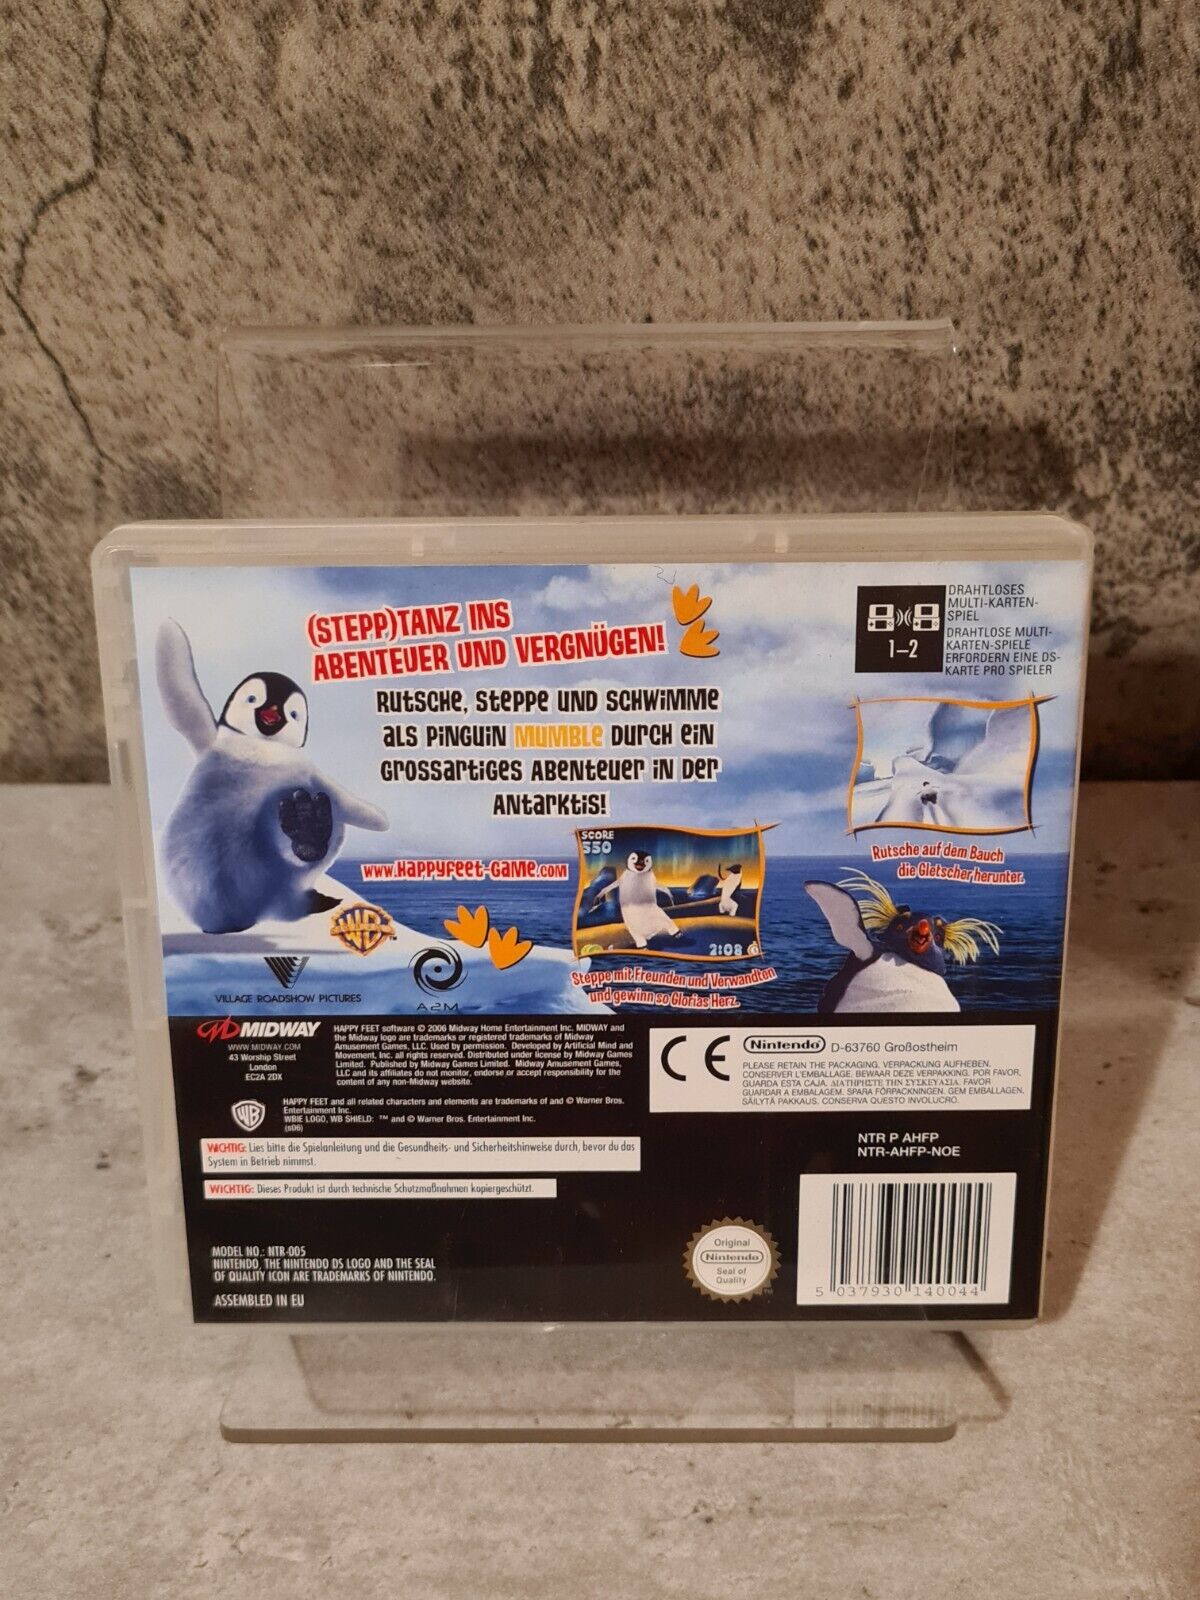 (STEPP)TANZ INS
ABENTEUER UND VERGNÜGEN!
RUTSCHE, STEPPE UND SCHWIMME
ALS PINGUIN MUMBLE DURCH EIN
GROSSARTIGES ABENTEUER IN DER
ANTARKTIS!
www.HAPPYFEET-GAME.COM
DRAHTLOSES
MULTI-KARTEN-
SPIEL
DRAHTLOSE MULTI-
KARTEN-SPIELE
ERFORDERN EINE DS-
KARTE PRO SPIELER
1–2
Rutsche auf dem Bauch
die Gletscher herunter.
SCORE
550
2:08
Steppe mit Freunden und Verwandten
und gewinn so Glorias Herz.
WB
VILLAGE ROADSHOW PICTURES
A2M
MIDWAY
WWW.MIDWAY.COM
43 Worship Street
London
EC2A 2DX
HAPPY FEET software © 2006 Midway Home Entertainment Inc. MIDWAY and
the Midway logo are trademarks or registered trademarks of Midway
Amusement Games, LLC. Used by permission. Developed by Artificial Mind and
Movement, Inc. all rights reserved. Distributed under license by Midway Games
Limited. Published by Midway Games Limited. Midway Amusement Games,
LLC and its affiliates do not monitor, endorse or accept responsibility for the
content of any non-Midway website.
WB
HAPPY FEET and all related characters and elements are trademarks of and © Warner Bros.
Entertainment Inc.
WBIE LOGO, WB SHIELD: ™ and © Warner Bros. Entertainment Inc.
(s06)
CE
Nintendo D-63760 Großostheim
PLEASE RETAIN THE PACKAGING. VERPACKUNG AUFHEBEN.
CONSERVER L'EMBALLAGE. BEWAAR DEZE VERPAKKING. POR FAVOR,
GUARDA ESTA CAJA. ΔΙΑΤΗΡΗΣΤΕ ΤΗΝ ΣΥΣΚΕΥΑΣΙΑ. FAVOR
GUARDAR A EMBALAGEM. SPARA FÖRPACKNINGEN. GEM EMBALLAGEN.
SÄILYTÄ PAKKAUS. CONSERVA QUESTO INVOLUCRO.
WICHTIG: Lies bitte die Spielanleitung und die Gesundheits- und Sicherheitshinweise durch, bevor du das
System in Betrieb nimmst.
WICHTIG: Dieses Produkt ist durch technische Schutzmaßnahmen kopiergeschützt.
NTR P AHFP
NTR-AHFP-NOE
MODEL NO.: NTR-005
NINTENDO, THE NINTENDO DS LOGO AND THE SEAL
OF QUALITY ICON ARE TRADEMARKS OF NINTENDO.
ASSEMBLED IN EU
Original
Nintendo
Seal of
Quality
TM
5 037930 140044